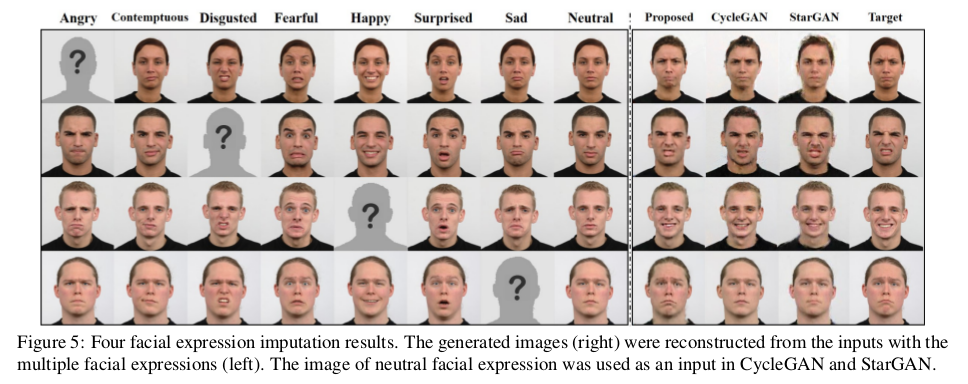 Angry Contemptuous Disgusted Fearful Happy Surprised Sad Neutral Proposed CycleGAN StarGAN Target
?
?
?
?
Figure 5: Four facial expression imputation results. The generated images (right) were reconstructed from the inputs with the
multiple facial expressions (left). The image of neutral facial expression was used as an input in CycleGAN and StarGAN.